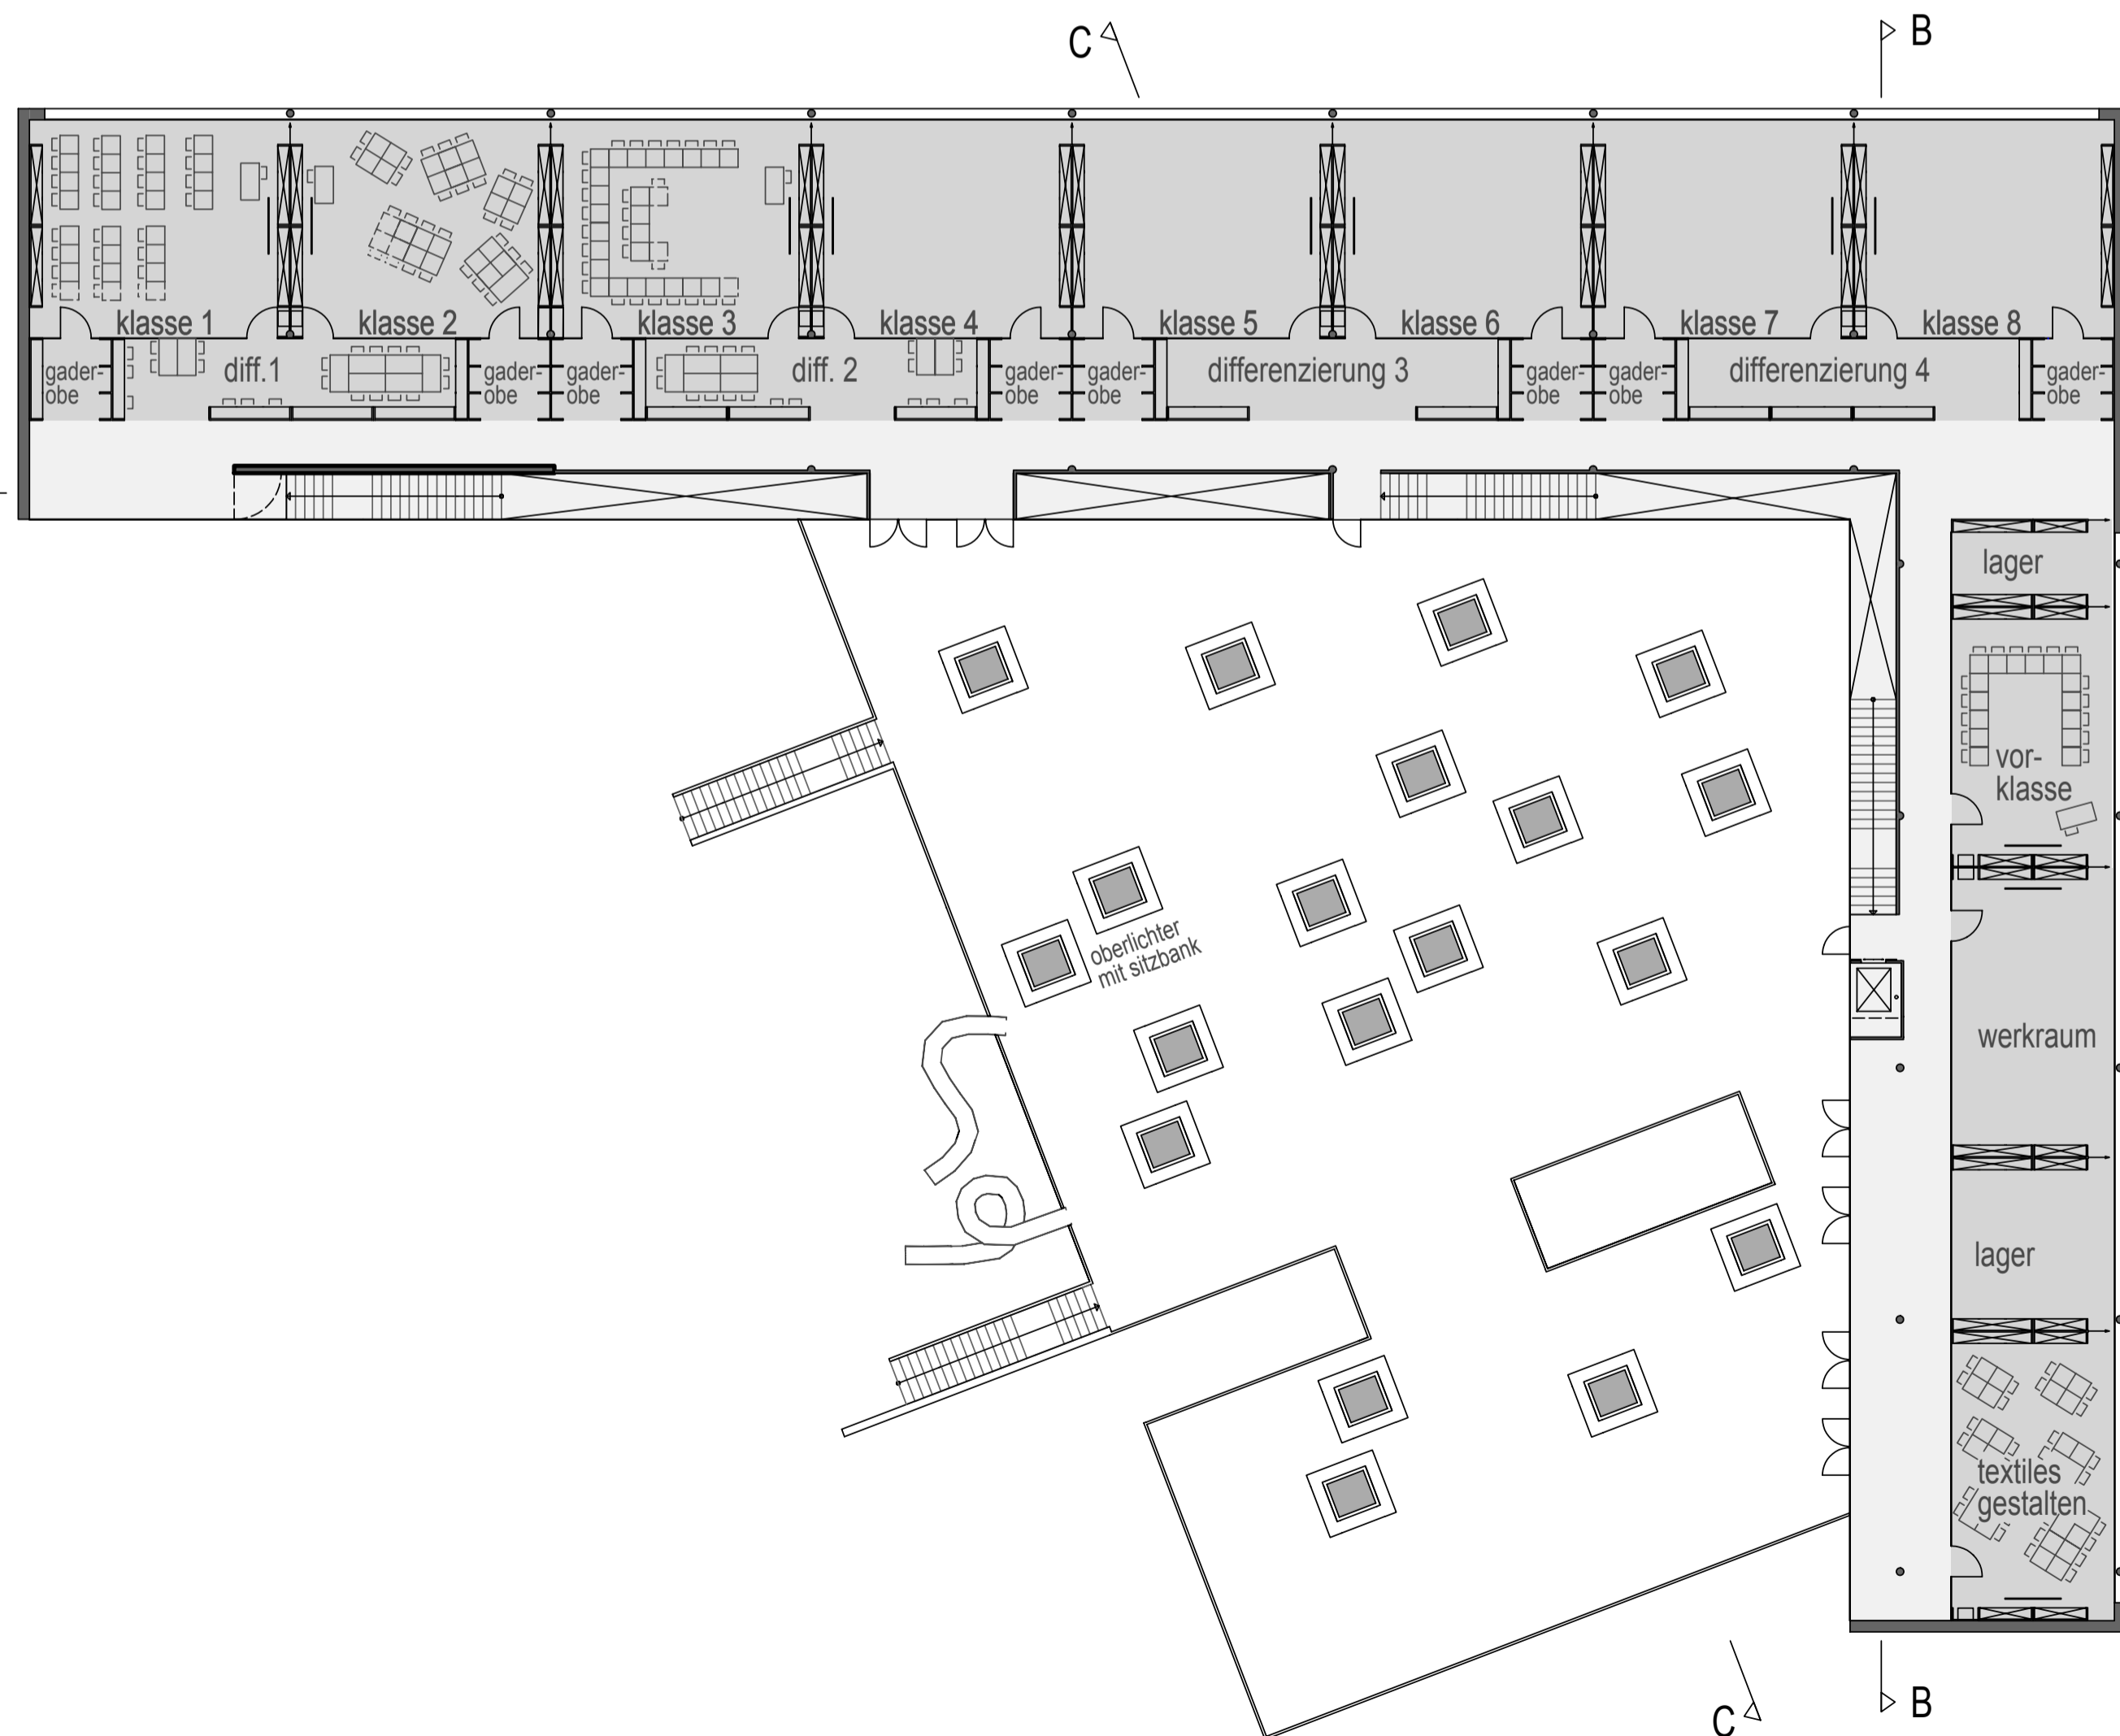 C
B
klasse 1
klasse 2
klasse 3
klasse 4
klasse 5
klasse 6
klasse 7
klasse 8
gader-
obe
diff.1
gader-
obe
gader-
obe
diff. 2
gader-
obe
gader-
obe
differenzierung 3
gader-
obe
gader-
obe
differenzierung 4
gader-
obe
lager
vor-
klasse
oberlichter
mit sitzbank
werkraum
lager
textiles
gestalten
C
B